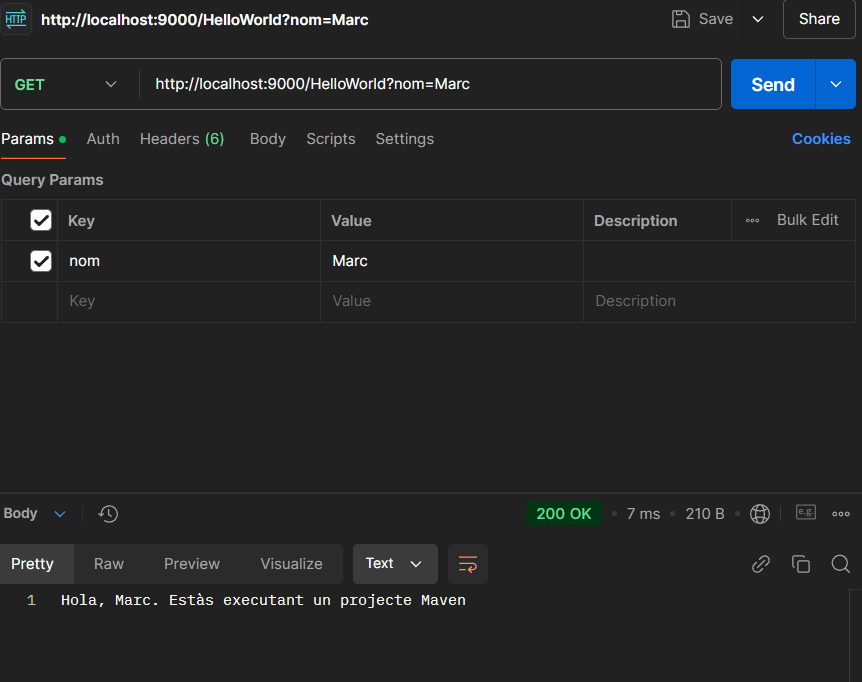 HTTP http://localhost:9000/HelloWorld?nom=Marc Save Share
GET http://localhost:9000/HelloWorld?nom=Marc Send
Params Auth Headers (6) Body Scripts Settings Cookies
Query Params
Key Value Description Bulk Edit
nom Marc
Key Value Description
Body 200 OK 7 ms 210 B e.g.
Pretty Raw Preview Visualize Text
1 Hola, Marc. Estàs executant un projecte Maven